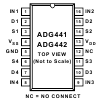 IN1 1 16 IN2
D1 2 15 D2
S1 3 ADG441 14 S2
VSS 4 ADG442 13 VDD
GND 5 TOP VIEW 12 NC
S4 6 (Not to Scale) 11 S3
D4 7 10 D3
IN4 8 9 IN3
NC = NO CONNECT